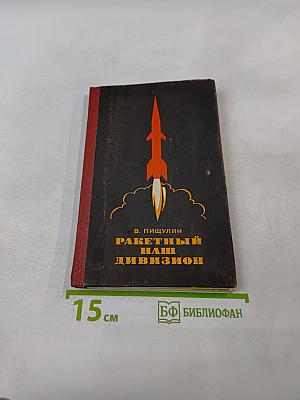 В. ПИЩУЛИН
РАКЕТНЫЙ
НАШ
ДИВИЗИОН
15 см
БФ БИБЛИОФАН